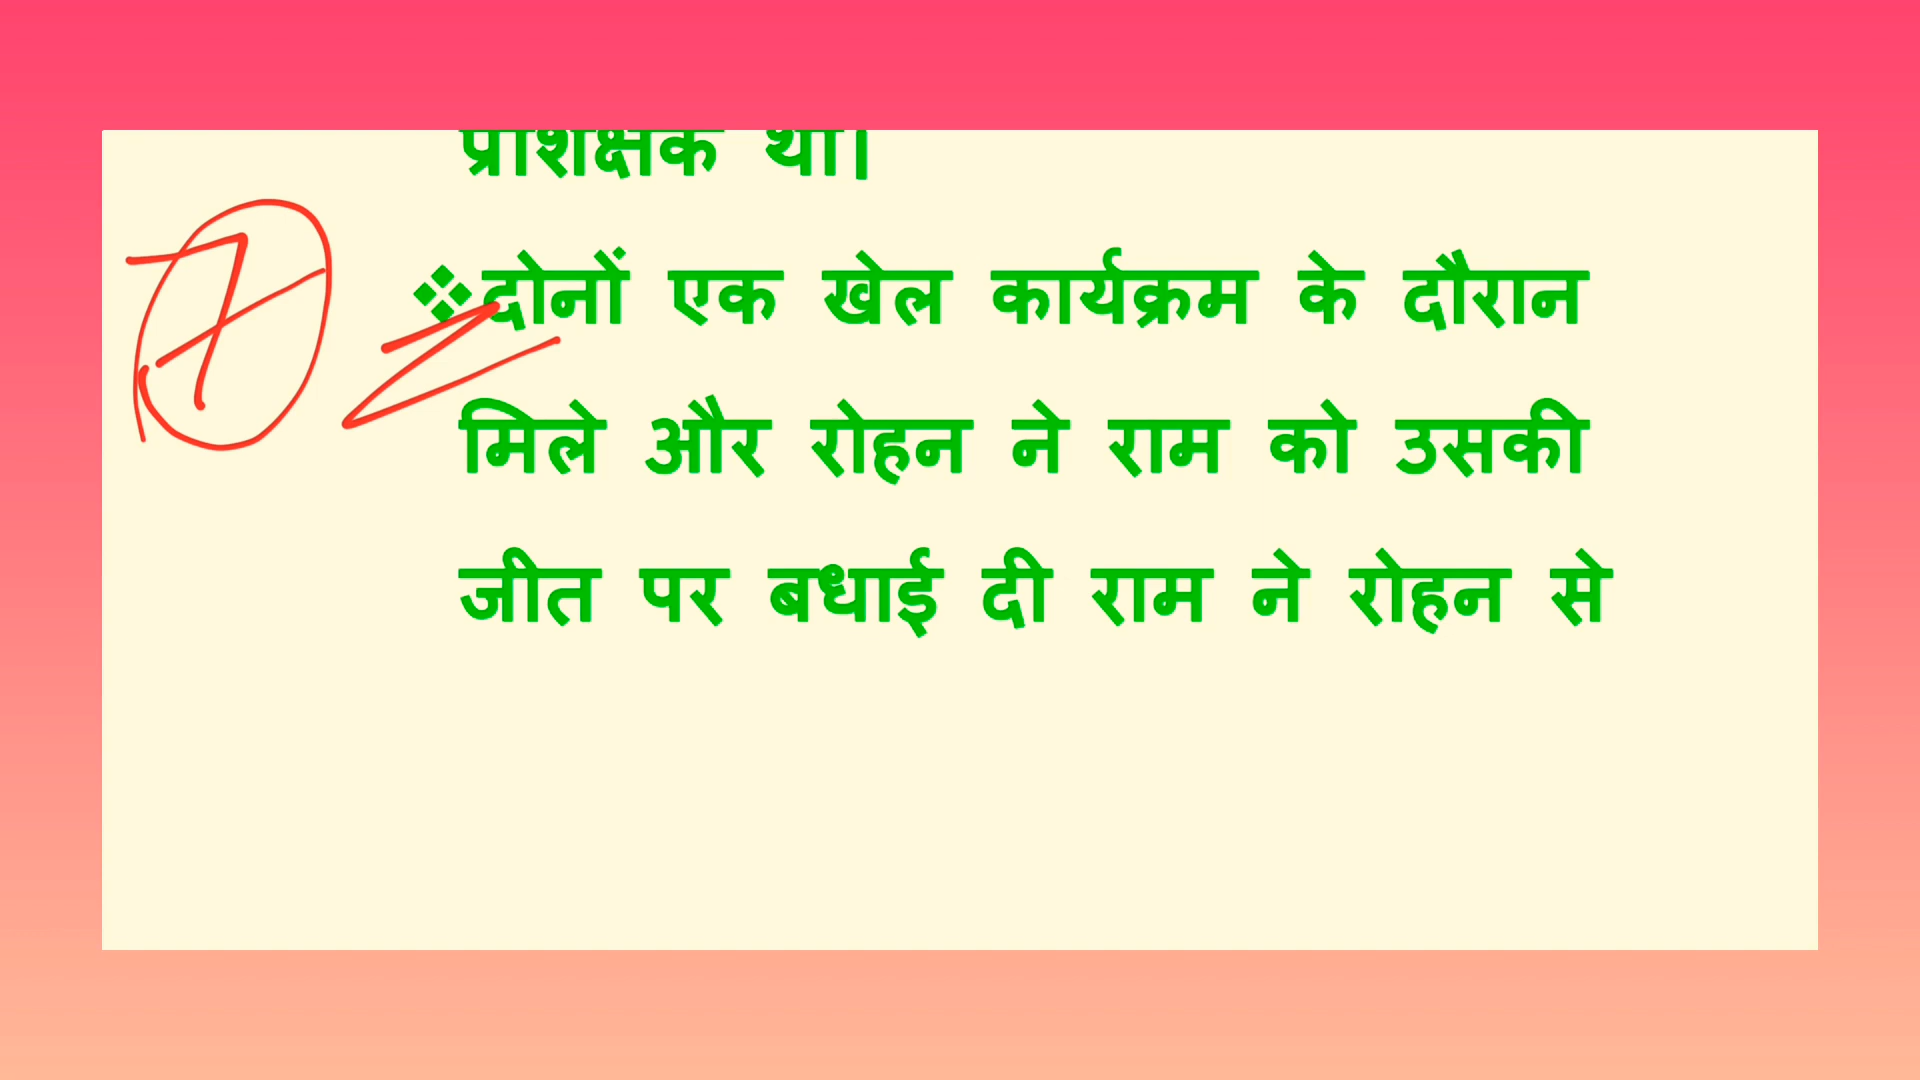 प्रशिक्षक था।
❖दोनों एक खेल कार्यक्रम के दौरान
मिले और रोहन ने राम को उसकी
जीत पर बधाई दी राम ने रोहन से